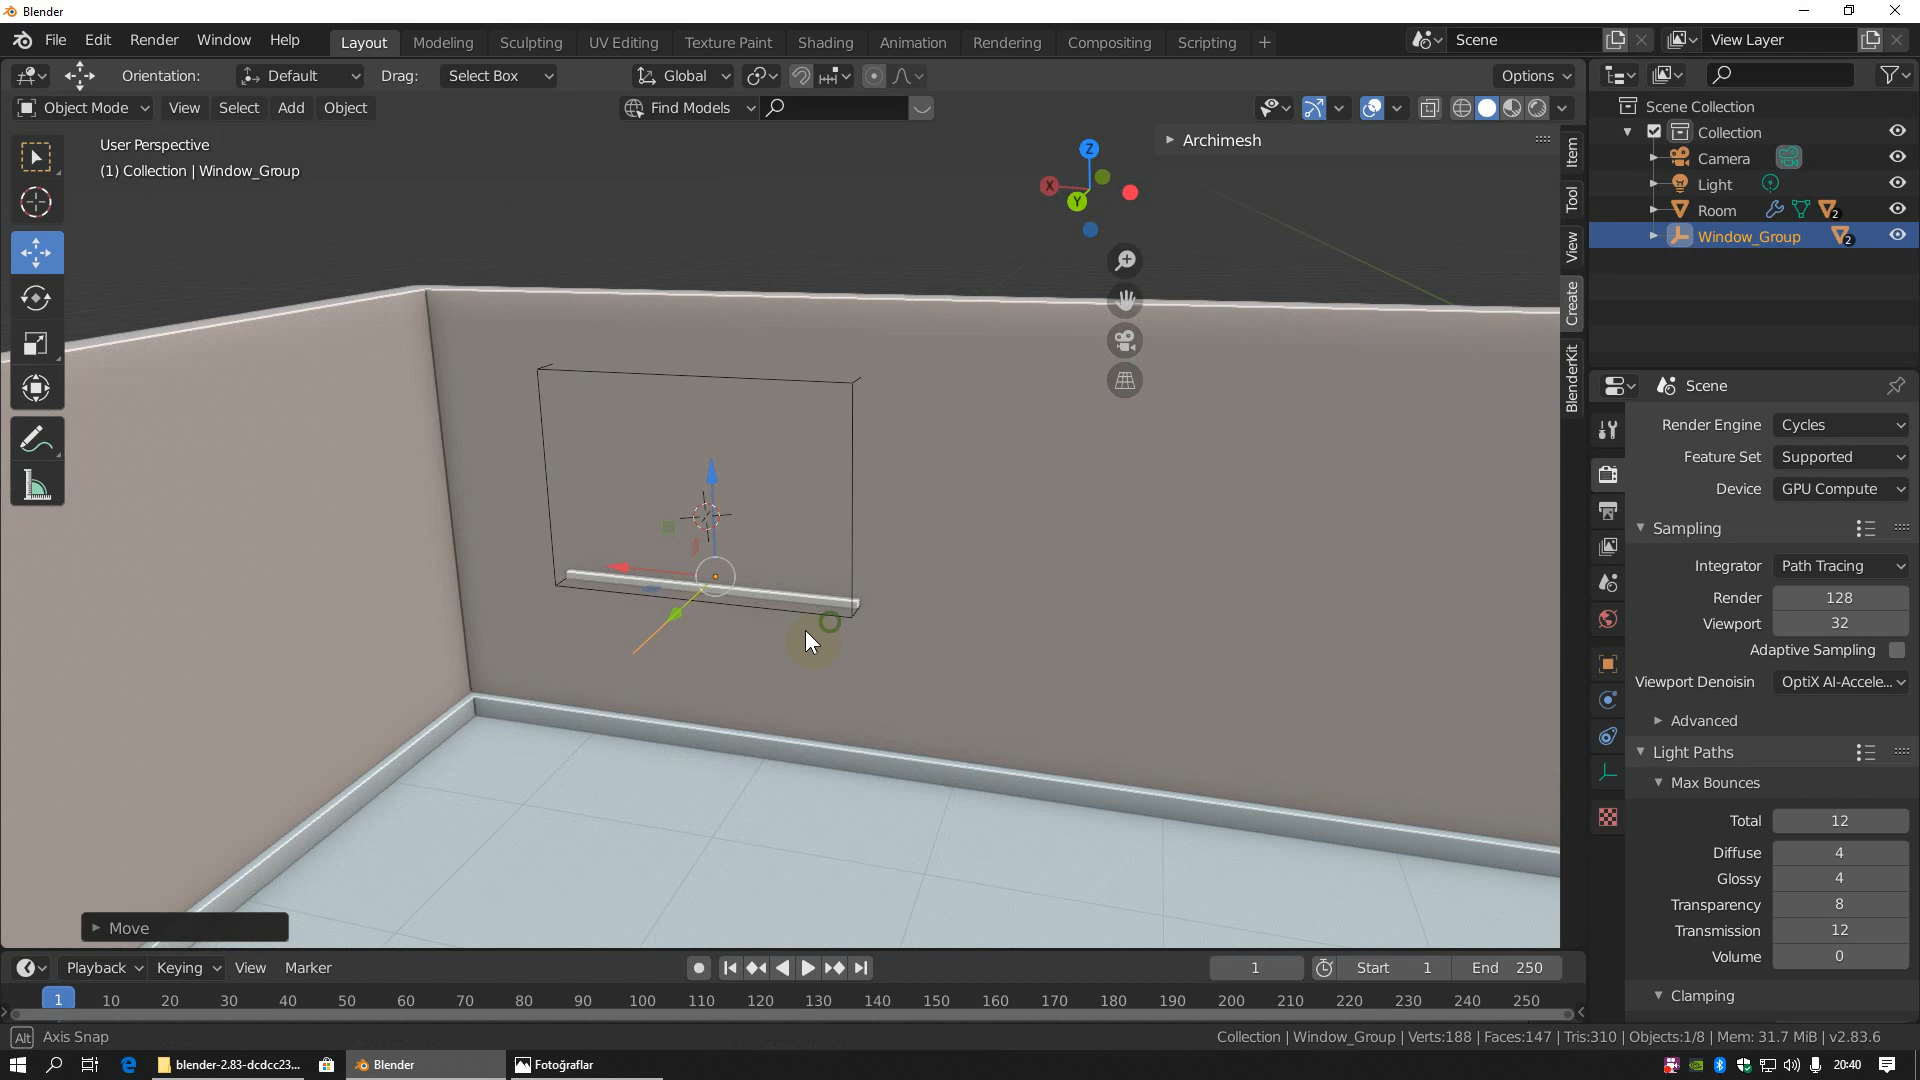 Blender
File Edit Render Window Help Layout Modeling Sculpting UV Editing Texture Paint Shading Animation Rendering Compositing Scripting + Scene View Layer
Orientation: Default Drag: Select Box Global Options
Object Mode View Select Add Object Find Models
User Perspective
(1) Collection | Window_Group
Archimesh
Z
X
Y
Item
Tool
View
Create
BlenderKit
Scene Collection
Collection
Camera
Light
Room 2
Window_Group 2
Scene
Render Engine Cycles
Feature Set Supported
Device GPU Compute
Sampling
Integrator Path Tracing
Render 128
Viewport 32
Adaptive Sampling
Viewport Denoisin OptiX AI-Accele...
Advanced
Light Paths
Max Bounces
Total 12
Diffuse 4
Glossy 4
Transparency 8
Transmission 12
Volume 0
Clamping
Move
Playback Keying View Marker 1 Start 1 End 250
1 10 20 30 40 50 60 70 80 90 100 110 120 130 140 150 160 170 180 190 200 210 220 230 240 250
Alt Axis Snap Collection | Window_Group | Verts:188 | Faces:147 | Tris:310 | Objects:1/8 | Mem: 31.7 MiB | v2.83.6
blender-2.83-dcdcc23... Blender Fotoğraflar 20:40